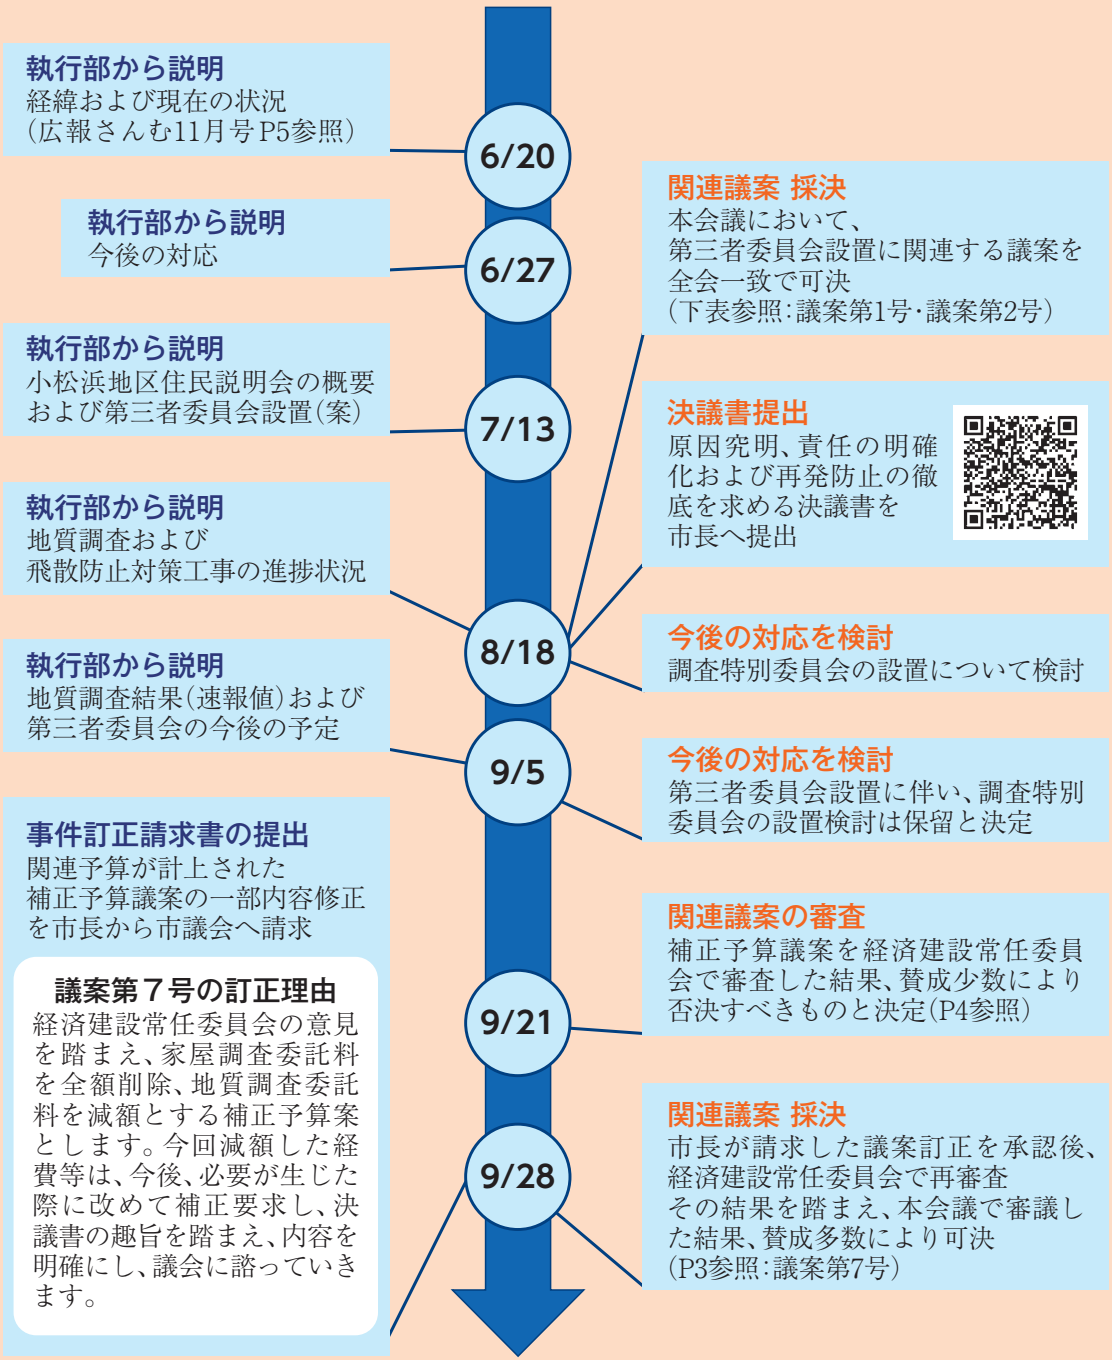 執行部から説明
経緯および現在の状況
(広報さんむ11月号P5参照)
6/20
執行部から説明
今後の対応
6/27
執行部から説明
小松浜地区住民説明会の概要
および第三者委員会設置(案)
7/13
執行部から説明
地質調査および
飛散防止対策工事の進捗状況
8/18
関連議案 採決
本会議において、
第三者委員会設置に関連する議案を
全会一致で可決
(下表参照:議案第1号・議案第2号)
決議書提出
原因究明、責任の明確
化および再発防止の徹
底を求める決議書を
市長へ提出
今後の対応を検討
調査特別委員会の設置について検討
執行部から説明
地質調査結果(速報値)および
第三者委員会の今後の予定
9/5
今後の対応を検討
第三者委員会設置に伴い、調査特別
委員会の設置検討は保留と決定
9/21
関連議案の審査
補正予算議案を経済建設常任委員
会で審査した結果、賛成少数により
否決すべきものと決定(P4参照)
事件訂正請求書の提出
関連予算が計上された
補正予算議案の一部内容修正
を市長から市議会へ請求
議案第7号の訂正理由
経済建設常任委員会の意見
を踏まえ、家屋調査委託料
を全額削除、地質調査委託
料を減額とする補正予算案
とします。今回減額した経
費等は、今後、必要が生じた
際に改めて補正要求し、決
議書の趣旨を踏まえ、内容を
明確にし、議会に諮っていき
ます。
9/28
関連議案 採決
市長が請求した議案訂正を承認後、
経済建設常任委員会で再審査
その結果を踏まえ、本会議で審議し
た結果、賛成多数により可決
(P3参照:議案第7号)